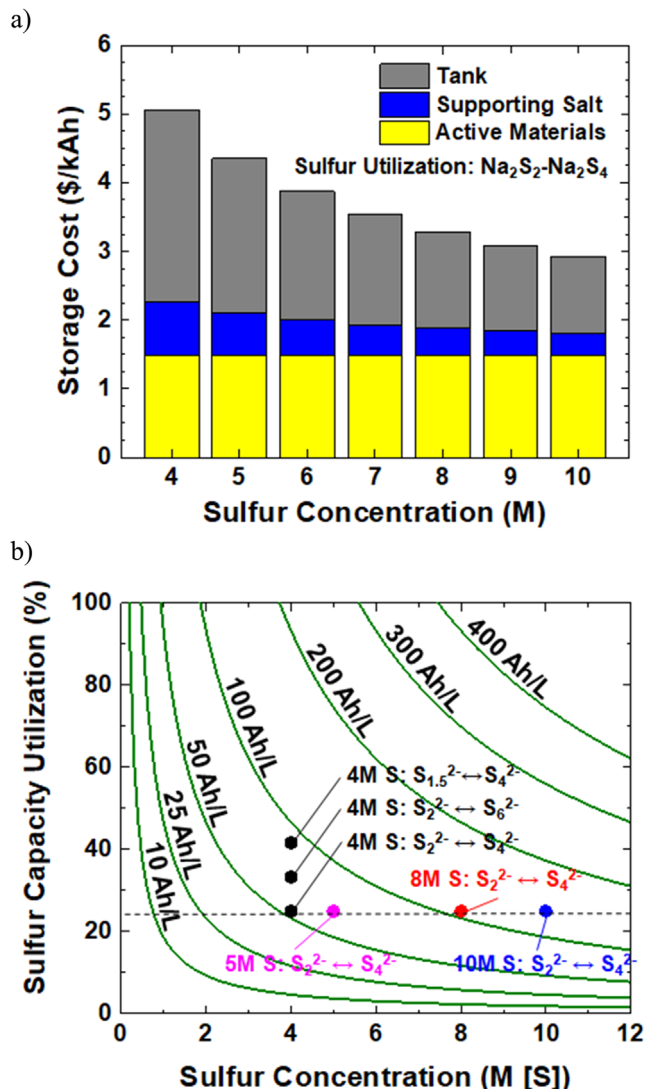 a)
6
5
4
3
2
1
0
Storage Cost ($/kAh)
Tank
Supporting Salt
Active Materials
Sulfur Utilization: Na₂S₂-Na₂S₄
4 5 6 7 8 9 10
Sulfur Concentration (M)
b)
100
80
60
40
20
0
Sulfur Capacity Utilization (%)
10 Ah/L
25 Ah/L
50 Ah/L
100 Ah/L
200 Ah/L
300 Ah/L
400 Ah/L
4M S: S₁.₅²⁻↔S₄²⁻
4M S: S₂²⁻ ↔ S₆²⁻
4M S: S₂²⁻ ↔ S₄²⁻
8M S: S₂²⁻ ↔ S₄²⁻
5M S: S₂²⁻ ↔ S₄²⁻
10M S: S₂²⁻ ↔ S₄²⁻
0 2 4 6 8 10 12
Sulfur Concentration (M [S])